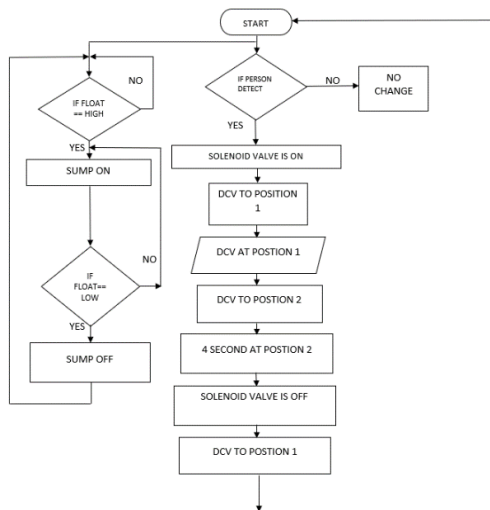 START
NO
IF FLOAT
== HIGH
YES
SUMP ON
NO
IF
FLOAT==
LOW
YES
SUMP OFF
IF PERSON
DETECT
NO
NO
CHANGE
YES
SOLENOID VALVE IS ON
DCV TO POSITION
1
DCV AT POSTION 1
DCV TO POSTION 2
4 SECOND AT POSTION 2
SOLENOID VALVE IS OFF
DCV TO POSTION 1